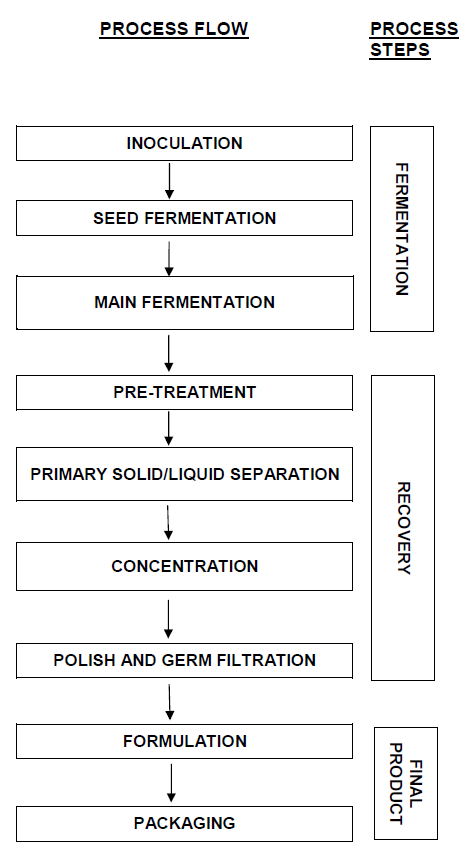 PROCESS FLOW
PROCESS
STEPS
INOCULATION
SEED FERMENTATION
MAIN FERMENTATION
FERMENTATION
PRE-TREATMENT
PRIMARY SOLID/LIQUID SEPARATION
CONCENTRATION
POLISH AND GERM FILTRATION
RECOVERY
FORMULATION
PACKAGING
FINAL
PRODUCT